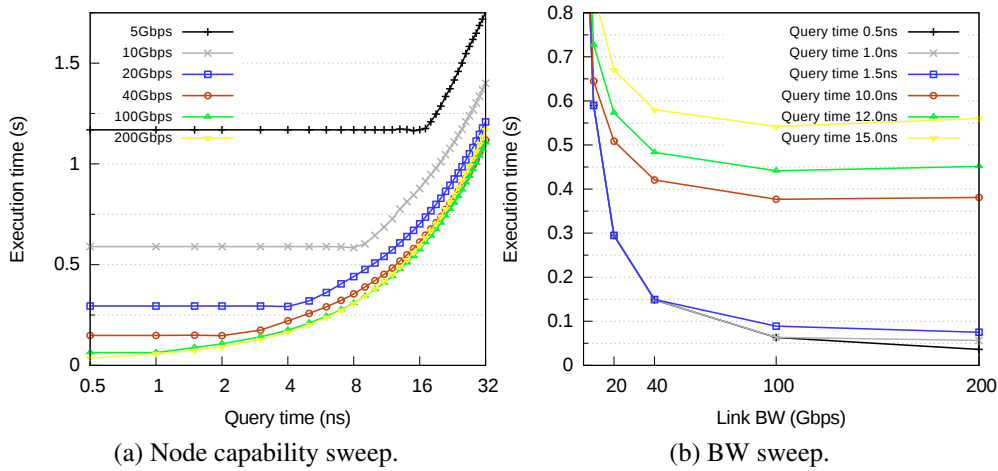 Execution time (s)
1.5
1
0.5
0
5Gbps
10Gbps
20Gbps
40Gbps
100Gbps
200Gbps
0.5 1 2 4 8 16 32
Query time (ns)
(a) Node capability sweep.
Execution time (s)
0.8
0.7
0.6
0.5
0.4
0.3
0.2
0.1
0
Query time 0.5ns
Query time 1.0ns
Query time 1.5ns
Query time 10.0ns
Query time 12.0ns
Query time 15.0ns
20 40 100 200
Link BW (Gbps)
(b) BW sweep.